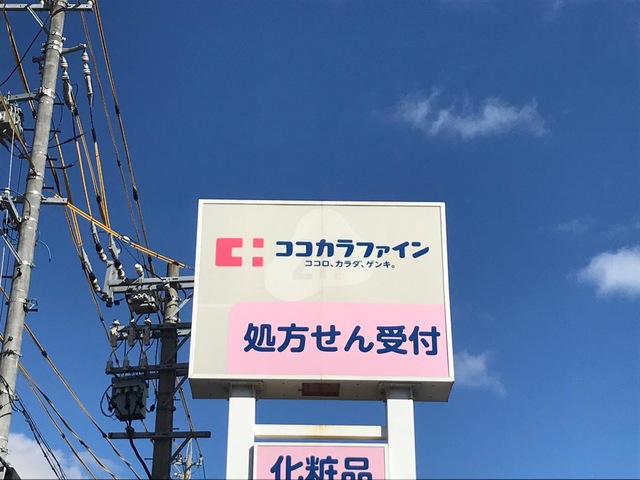 ココカラファイン
ココロ、カラダ、ゲンキ。
処方せん受付
化粧品